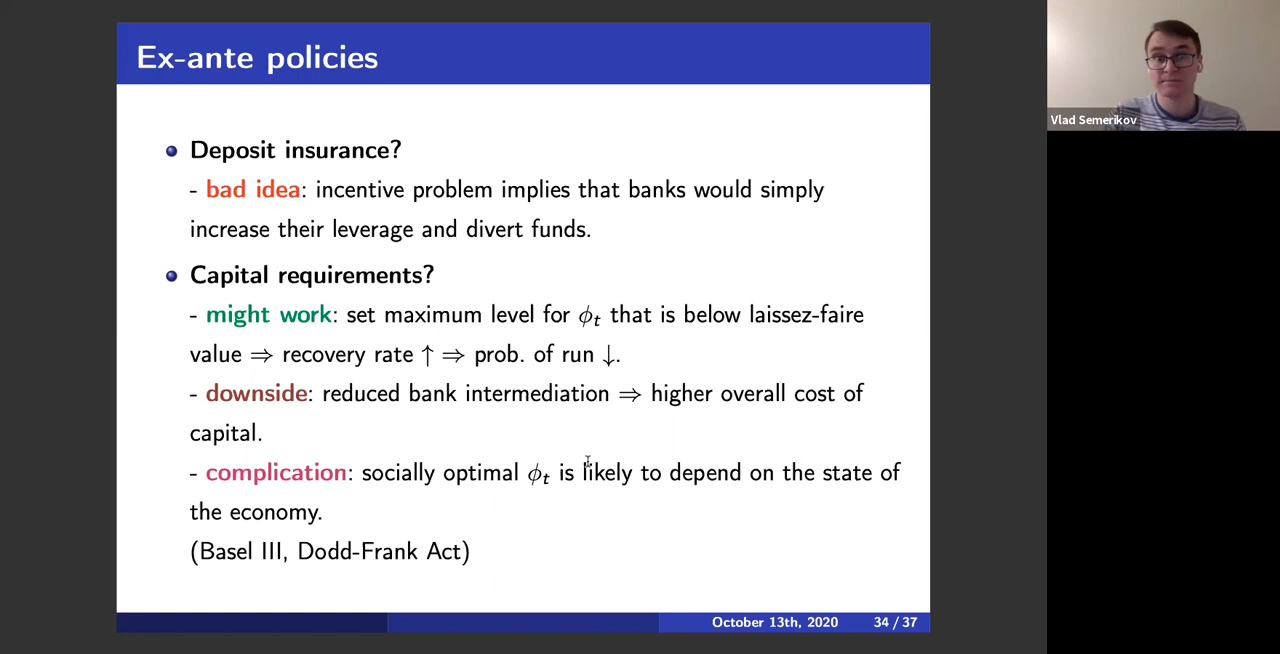 Ex-ante policies
Deposit insurance?
- bad idea: incentive problem implies that banks would simply
increase their leverage and divert funds.
Capital requirements?
- might work: set maximum level for ϕt that is below laissez-faire
value ⇒ recovery rate ↑ ⇒ prob. of run ↓.
- downside: reduced bank intermediation ⇒ higher overall cost of
capital.
- complication: socially optimal ϕt is likely to depend on the state of
the economy.
(Basel III, Dodd-Frank Act)
October 13th, 2020 34 / 37
Vlad Semerikov